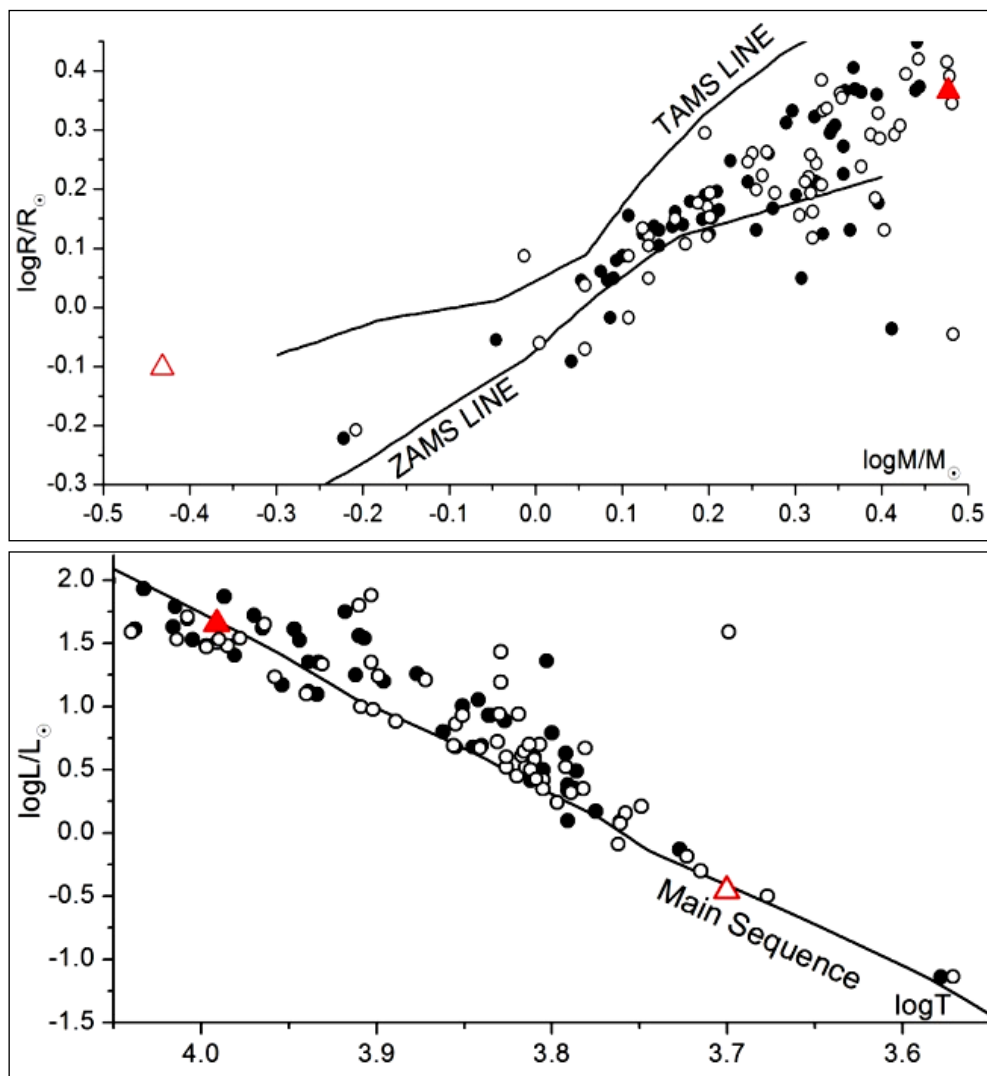 0.4
0.3
0.2
0.1
0.0
-0.1
-0.2
-0.3
logR/R☉
TAMS LINE
ZAMS LINE
logM/M☉
-0.5 -0.4 -0.3 -0.2 -0.1 0.0 0.1 0.2 0.3 0.4 0.5
2.0
1.5
1.0
0.5
0.0
-0.5
-1.0
-1.5
logL/L☉
Main Sequence
logT
4.0 3.9 3.8 3.7 3.6